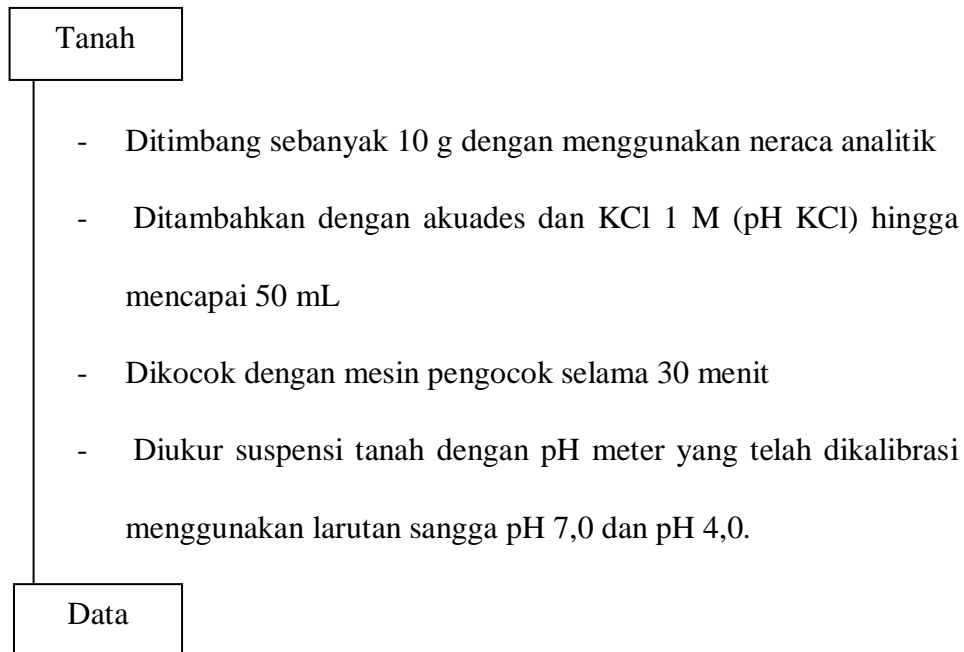 Tanah
- Ditimbang sebanyak 10 g dengan menggunakan neraca analitik
- Ditambahkan dengan akuades dan KCl 1 M (pH KCl) hingga
mencapai 50 mL
- Dikocok dengan mesin pengocok selama 30 menit
- Diukur suspensi tanah dengan pH meter yang telah dikalibrasi
menggunakan larutan sangga pH 7,0 dan pH 4,0.
Data